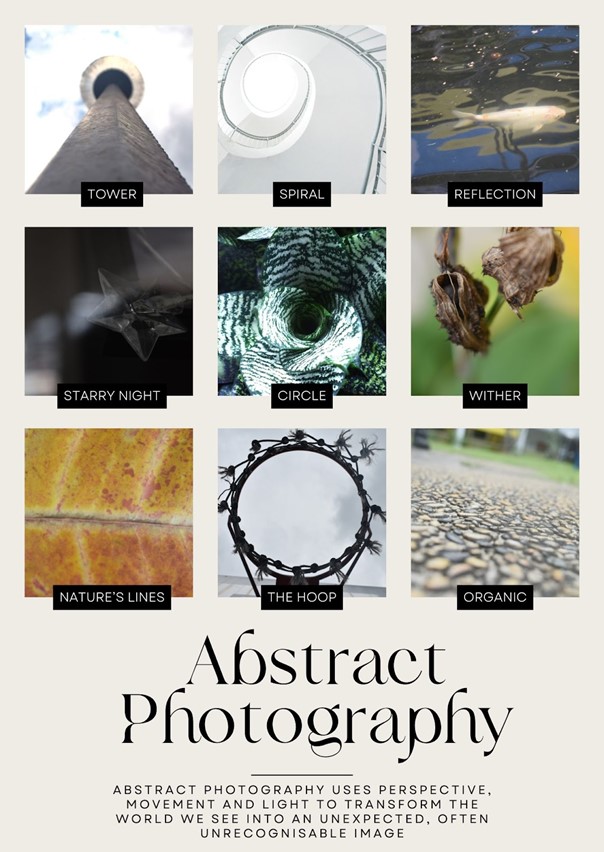 TOWER
SPIRAL
REFLECTION
STARRY NIGHT
CIRCLE
WITHER
NATURE'S LINES
THE HOOP
ORGANIC
Abstract
Photography
ABSTRACT PHOTOGRAPHY USES PERSPECTIVE,
MOVEMENT AND LIGHT TO TRANSFORM THE
WORLD WE SEE INTO AN UNEXPECTED, OFTEN
UNRECOGNISABLE IMAGE